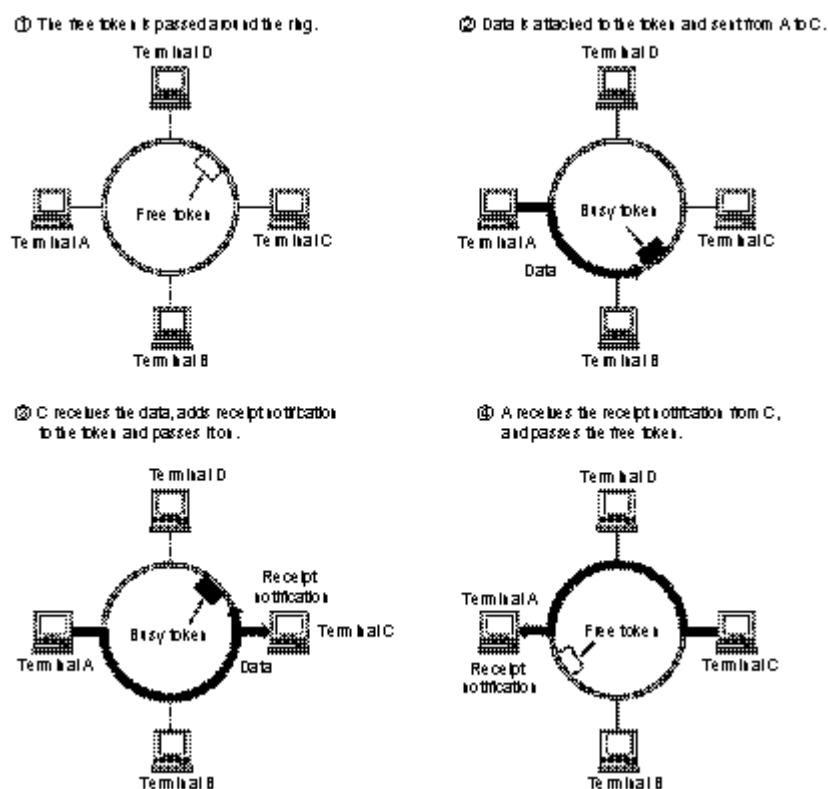 ① The free token is passed around the ring.
Terminal D
Free token
Terminal A
Terminal C
Terminal B
② Data is attached to the token and sent from A to C.
Terminal D
Busy token
Terminal A
Terminal C
Data
Terminal B
③ C receives the data, adds receipt notification
to the token and passes it on.
Terminal D
Receipt
notification
Busy token
Terminal C
Terminal A
Data
Terminal B
④ A receives the receipt notification from C,
and passes the free token.
Terminal D
Terminal A
Free token
Receipt
notification
Terminal C
Terminal B